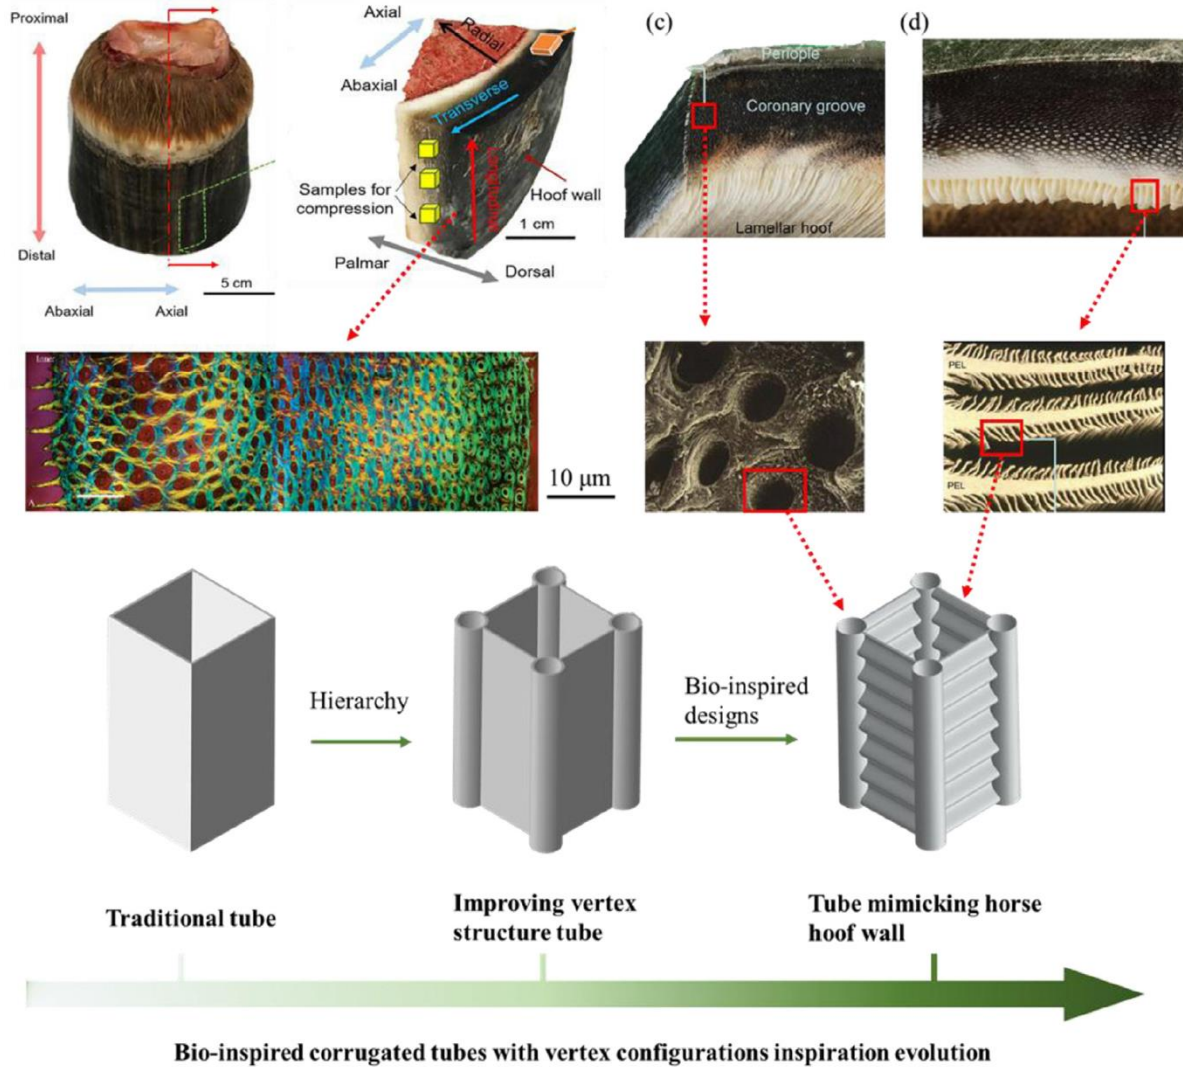 Proximal
Distal
Abaxial
Axial
5 cm
Axial
Abaxial
Radial
Transverse
Longitudinal
Samples for
compression
Hoof wall
1 cm
Palmar
Dorsal
(c)
Periople
Coronary groove
Lamellar hoof
(d)
Inner
A
10 μm
PEL
PEL
Hierarchy
Bio-inspired
designs
Traditional tube
Improving vertex
structure tube
Tube mimicking horse
hoof wall
Bio-inspired corrugated tubes with vertex configurations inspiration evolution